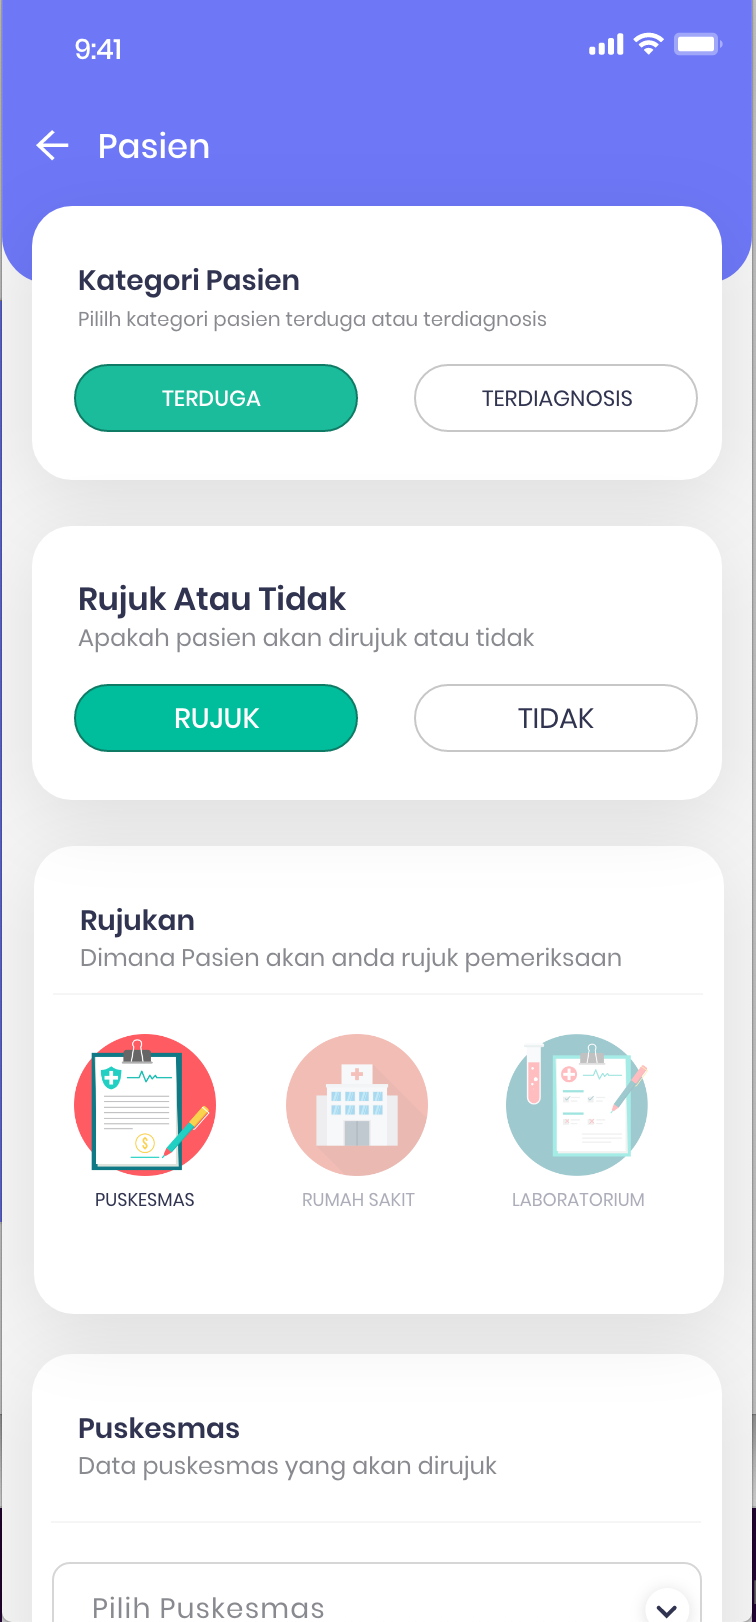 9:41
Pasien
Kategori Pasien
Pililh kategori pasien terduga atau terdiagnosis
TERDUGA
TERDIAGNOSIS
Rujuk Atau Tidak
Apakah pasien akan dirujuk atau tidak
RUJUK
TIDAK
Rujukan
Dimana Pasien akan anda rujuk pemeriksaan
PUSKESMAS
RUMAH SAKIT
LABORATORIUM
Puskesmas
Data puskesmas yang akan dirujuk
Pilih Puskesmas